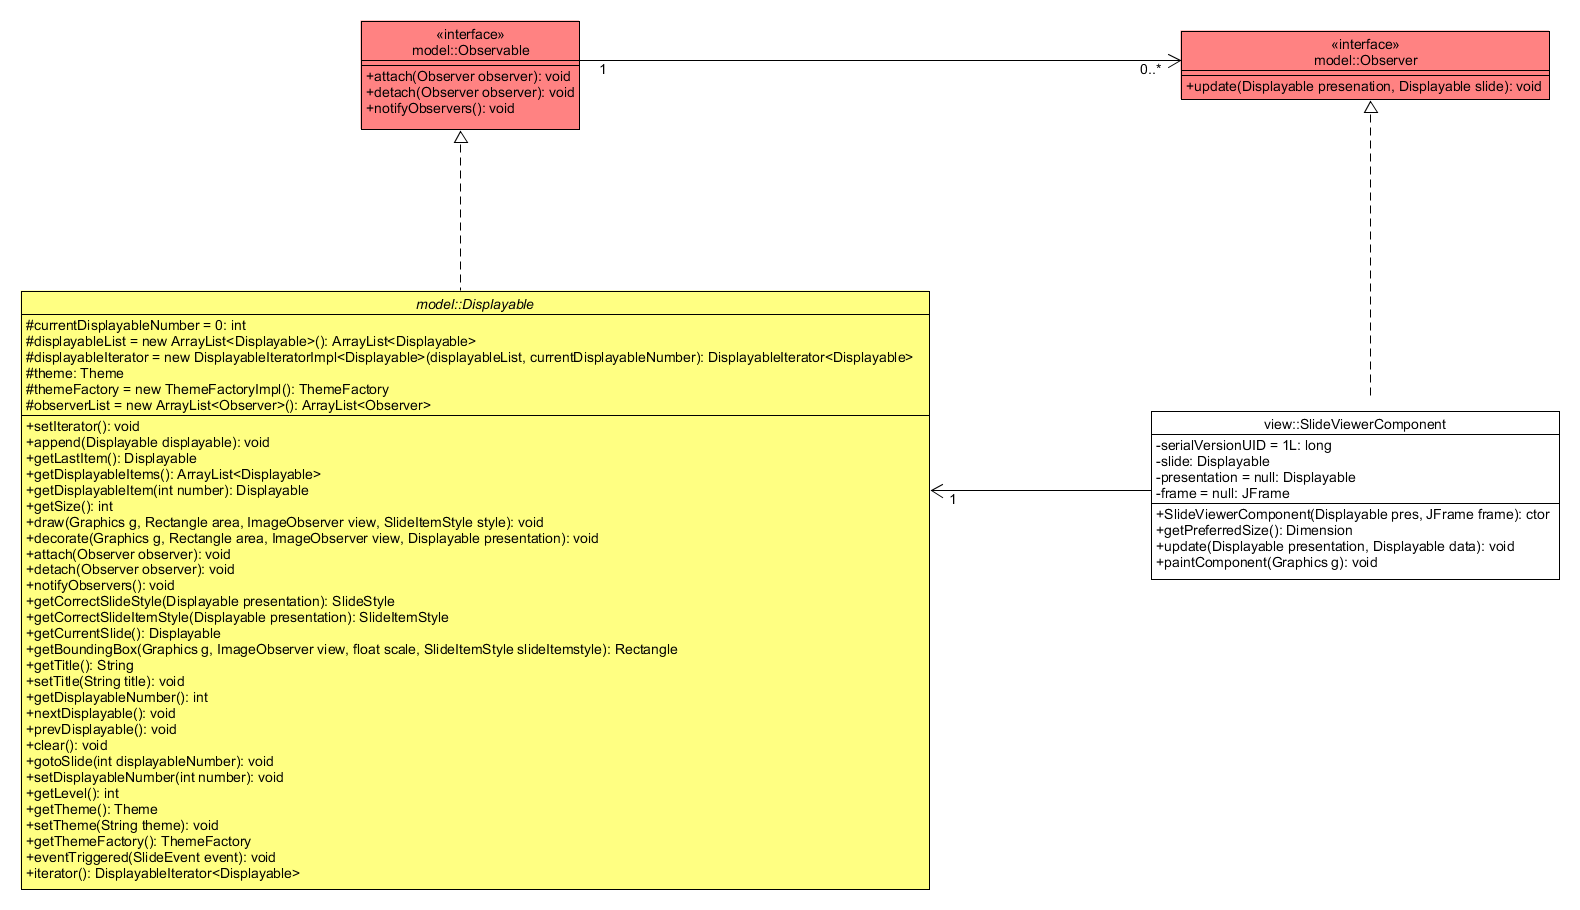 «interface»
model::Observable
+attach(Observer observer): void
+detach(Observer observer): void
+notifyObservers(): void
1
0..*
«interface»
model::Observer
+update(Displayable presenation, Displayable slide): void
model::Displayable
#currentDisplayableNumber = 0: int
#displayableList = new ArrayList<Displayable>(): ArrayList<Displayable>
#displayableIterator = new DisplayableIteratorImpl<Displayable>(displayableList, currentDisplayableNumber): DisplayableIterator<Displayable>
#theme: Theme
#themeFactory = new ThemeFactoryImpl(): ThemeFactory
#observerList = new ArrayList<Observer>(): ArrayList<Observer>
+setIterator(): void
+append(Displayable displayable): void
+getLastItem(): Displayable
+getDisplayableItems(): ArrayList<Displayable>
+getDisplayableItem(int number): Displayable
+getSize(): int
+draw(Graphics g, Rectangle area, ImageObserver view, SlideItemStyle style): void
+decorate(Graphics g, Rectangle area, ImageObserver view, Displayable presentation): void
+attach(Observer observer): void
+detach(Observer observer): void
+notifyObservers(): void
+getCorrectSlideStyle(Displayable presentation): SlideStyle
+getCorrectSlideItemStyle(Displayable presentation): SlideItemStyle
+getCurrentSlide(): Displayable
+getBoundingBox(Graphics g, ImageObserver view, float scale, SlideItemStyle slideItemstyle): Rectangle
+getTitle(): String
+setTitle(String title): void
+getDisplayableNumber(): int
+nextDisplayable(): void
+prevDisplayable(): void
+clear(): void
+gotoSlide(int displayableNumber): void
+setDisplayableNumber(int number): void
+getLevel(): int
+getTheme(): Theme
+setTheme(String theme): void
+getThemeFactory(): ThemeFactory
+eventTriggered(SlideEvent event): void
+iterator(): DisplayableIterator<Displayable>
1
view::SlideViewerComponent
-serialVersionUID = 1L: long
-slide: Displayable
-presentation = null: Displayable
-frame = null: JFrame
+SlideViewerComponent(Displayable pres, JFrame frame): ctor
+getPreferredSize(): Dimension
+update(Displayable presentation, Displayable data): void
+paintComponent(Graphics g): void